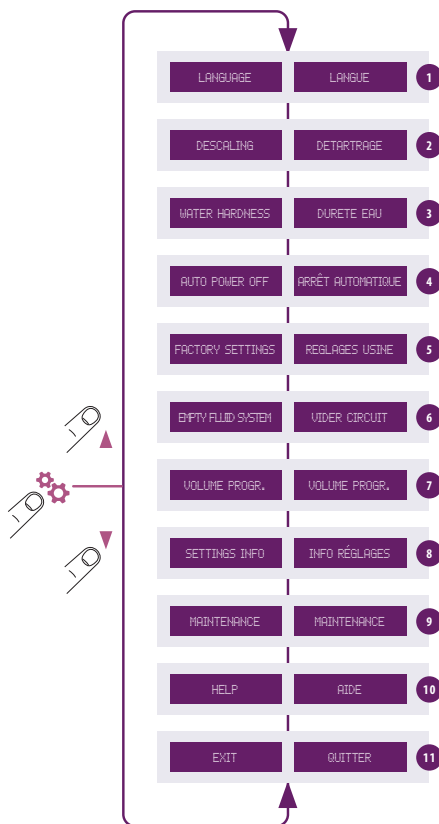 LANGUAGE LANGUE 1
DESCALING DETARTRAGE 2
WATER HARDNESS DURETE EAU 3
AUTO POWER OFF ARRÊT AUTOMATIQUE 4
FACTORY SETTINGS REGLAGES USINE 5
EMPTY FLUID SYSTEM VIDER CIRCUIT 6
VOLUME PROGR. VOLUME PROGR. 7
SETTINGS INFO INFO RÉGLAGES 8
MAINTENANCE MAINTENANCE 9
HELP AIDE 10
EXIT QUITTER 11